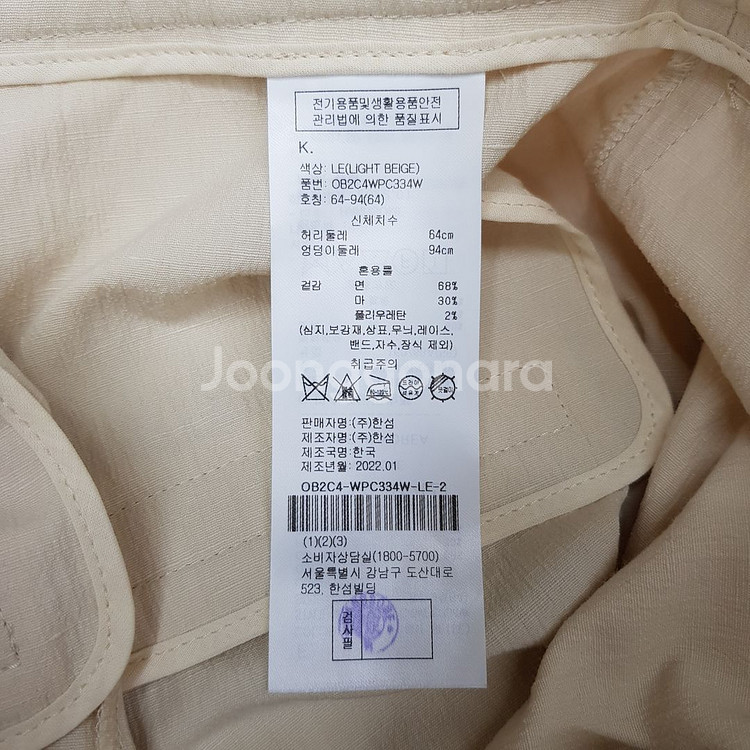 전기용품및생활용품안전
관리법에 의한 품질표시
K.
색상: LE(LIGHT BEIGE)
품번: OB2C4WPC334W
호칭: 64-94(64)
신체치수
허리둘레 64cm
엉덩이둘레 94cm
혼용률
겉감 면 68%
마 30%
폴리우레탄 2%
(심지,보강재,상표,무늬,레이스,
밴드,자수,장식 제외)
취급주의
Joonggonara
판매자명:(주)한섬
제조자명:(주)한섬
제조국명:한국
제조년월: 2022.01
OB2C4-WPC334W-LE-2
(1)(2)(3)
소비자상담실(1800-5700)
서울특별시 강남구 도산대로
523, 한섬빌딩
검사필